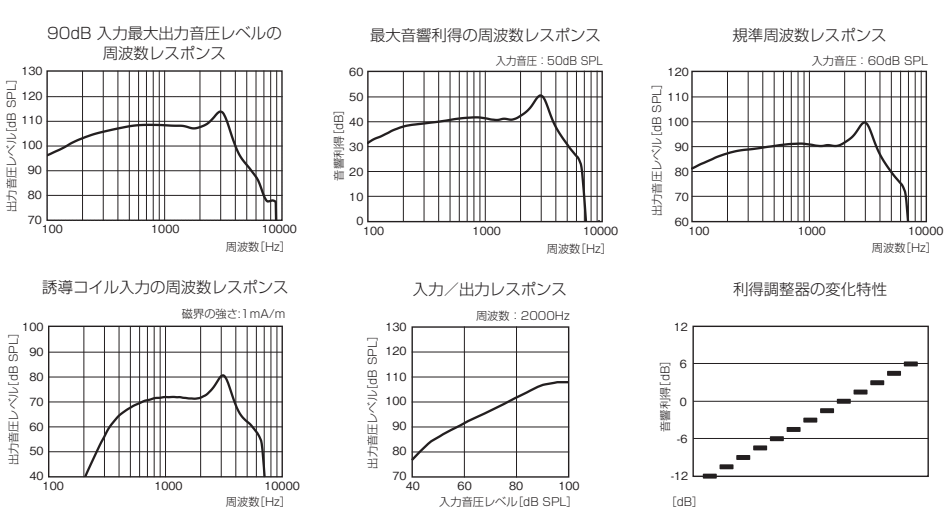 90dB 入力最大出力音圧レベルの
周波数レスポンス
出力音圧レベル[dB SPL]
130
120
110
100
90
80
70
100
1000
10000
周波数[Hz]
最大音響利得の周波数レスポンス
入力音圧：50dB SPL
音響利得[dB]
60
50
40
30
20
10
0
100
1000
10000
周波数[Hz]
規準周波数レスポンス
入力音圧：60dB SPL
出力音圧レベル[dB SPL]
120
110
100
90
80
70
60
100
1000
10000
周波数[Hz]
誘導コイル入力の周波数レスポンス
磁界の強さ:1mA/m
出力音圧レベル[dB SPL]
100
90
80
70
60
50
40
100
1000
10000
周波数[Hz]
入力／出力レスポンス
周波数：2000Hz
出力音圧レベル[dB SPL]
130
120
110
100
90
80
70
40
60
80
100
入力音圧レベル[dB SPL]
利得調整器の変化特性
音響利得[dB]
12
6
0
-6
-12
[dB]